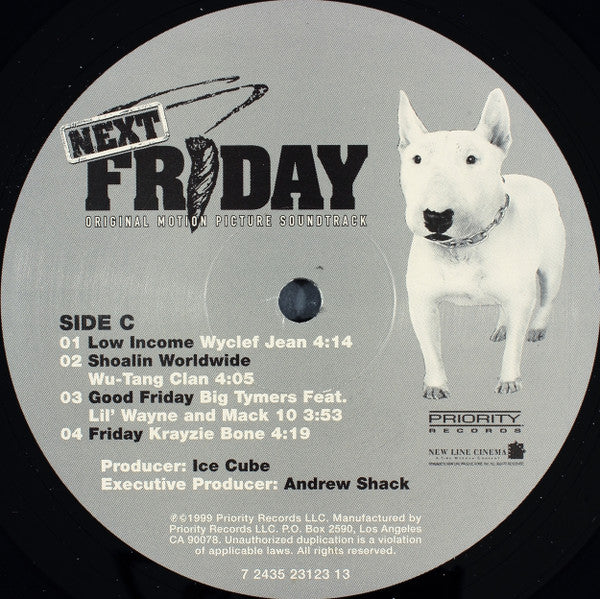 NEXT
FRIDAY
ORIGINAL MOTION PICTURE SOUNDTRACK
SIDE C
01 Low Income Wyclef Jean 4:14
02 Shoalin Worldwide
Wu-Tang Clan 4:05
03 Good Friday Big Tymers Feat.
Lil' Wayne and Mack 10 3:53
04 Friday Krayzie Bone 4:19
Producer: Ice Cube
Executive Producer: Andrew Shack
PRIORITY
RECORDS
NEW LINE CINEMA
A Time Warner Company
℗©1999 Priority Records LLC. Manufactured by
Priority Records LLC. P.O. Box 2590, Los Angeles
CA 90078. Unauthorized duplication is a violation
of applicable laws. All rights reserved.
7 2435 23123 13